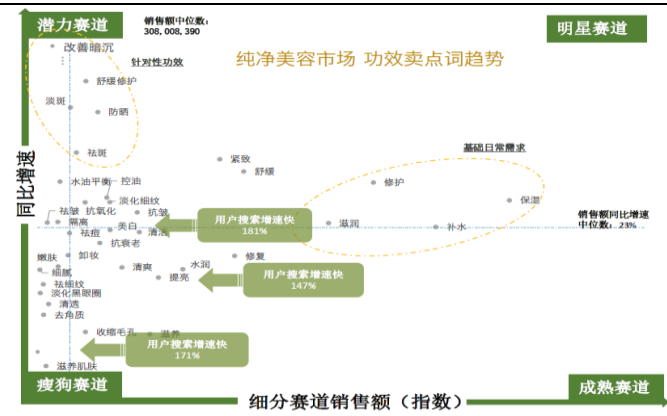 潜力赛道
销售额中位数：
308,008,390
明星赛道
纯净美容市场 功效卖点词趋势
改善暗沉
针对性功效
舒缓修护
淡斑
防晒
祛斑
紧致
舒缓
基础日常需求
水油平衡
控油
修护
淡化细纹
保湿
祛皱
抗氧化
抗皱
隔离
美白
清洁
用户搜索增速快
181%
滋润
补水
销售额同比增速
中位数：23%
祛痘
抗衰老
同比增速
嫩肤
卸妆
修复
细腻
清爽
水润
提亮
用户搜索增速快
147%
祛细纹
淡化黑眼圈
清透
去角质
收缩毛孔
滋养
用户搜索增速快
171%
滋养肌肤
瘦狗赛道
成熟赛道
细分赛道销售额（指数）